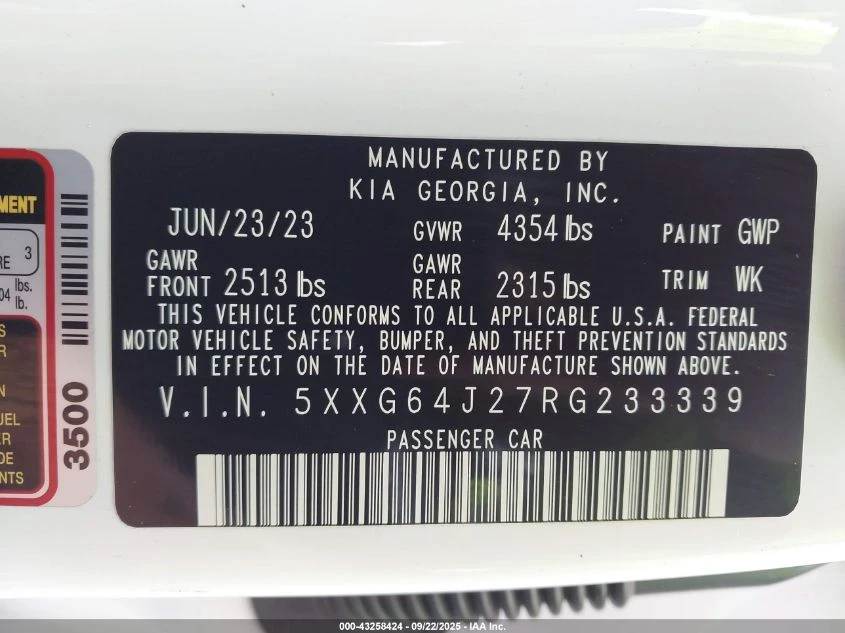 MANUFACTURED BY
KIA GEORGIA, INC.
JUN/23/23 GVWR 4354 lbs PAINT GWP
GAWR FRONT 2513 lbs GAWR REAR 2315 lbs TRIM WK
THIS VEHICLE CONFORMS TO ALL APPLICABLE U.S.A. FEDERAL
MOTOR VEHICLE SAFETY, BUMPER, AND THEFT PREVENTION STANDARDS
IN EFFECT ON THE DATE OF MANUFACTURE SHOWN ABOVE.
V.I.N. 5XXG64J27RG233339
PASSENGER CAR
3500
3
lbs.
lb.
000-43258424 - 09/22/2025 - IAA Inc.